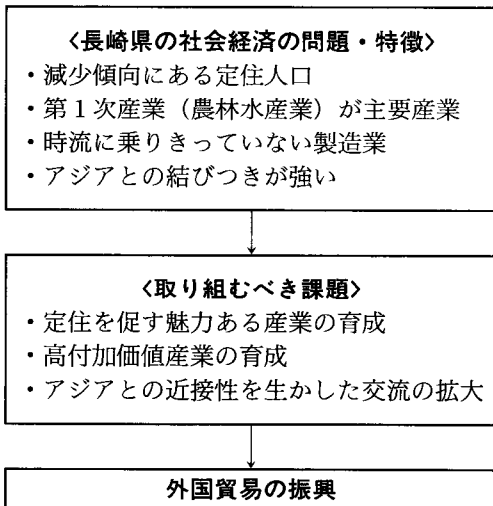 〈長崎県の社会経済の問題・特徴〉
・減少傾向にある定住人口
・第1次産業（農林水産業）が主要産業
・時流に乗りきっていない製造業
・アジアとの結びつきが強い
〈取り組むべき課題〉
・定住を促す魅力ある産業の育成
・高付加価値産業の育成
・アジアとの近接性を生かした交流の拡大
外国貿易の振興